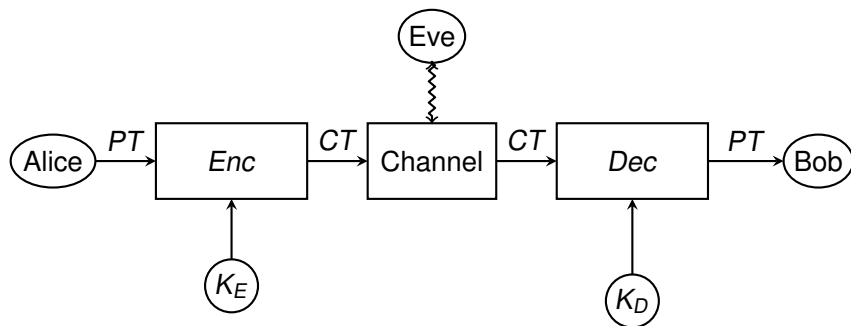 Eve
PT
CT
CT
PT
Alice
Enc
Channel
Dec
Bob
K_E
K_D